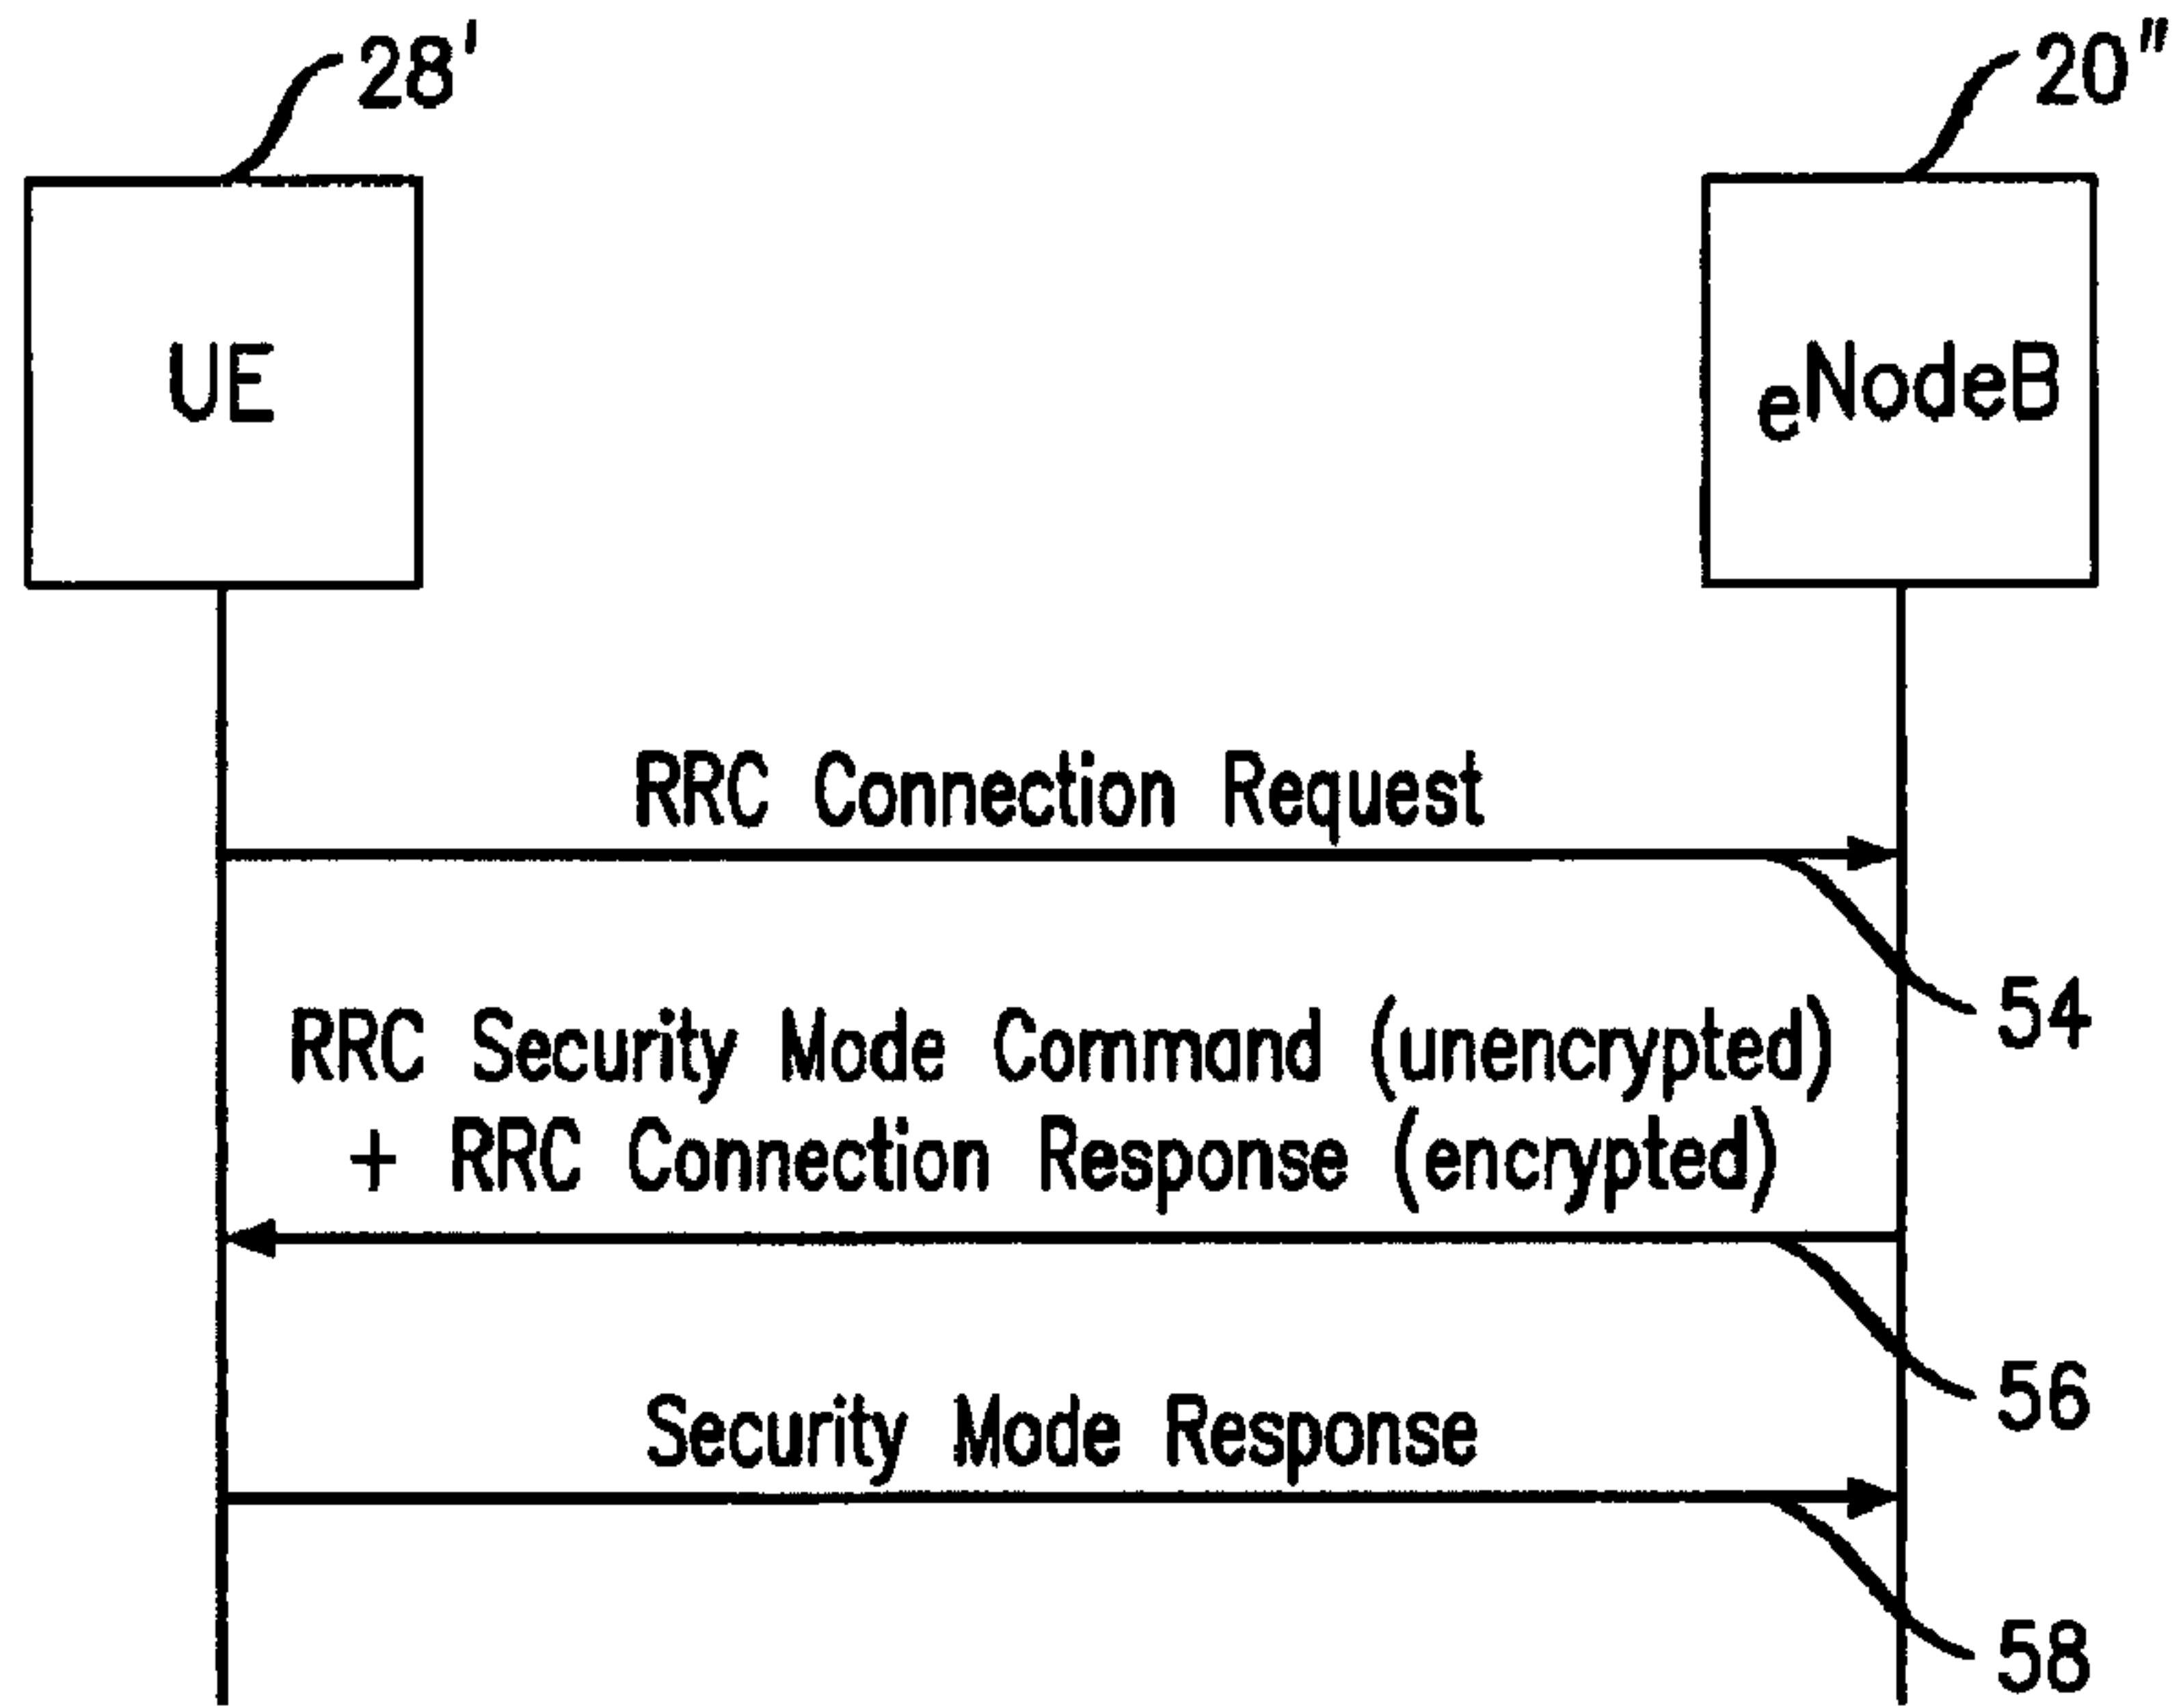 28'
20"
UE
eNodeB
RRC Connection Request
54
RRC Security Mode Command (unencrypted)
+ RRC Connection Response (encrypted)
56
Security Mode Response
58